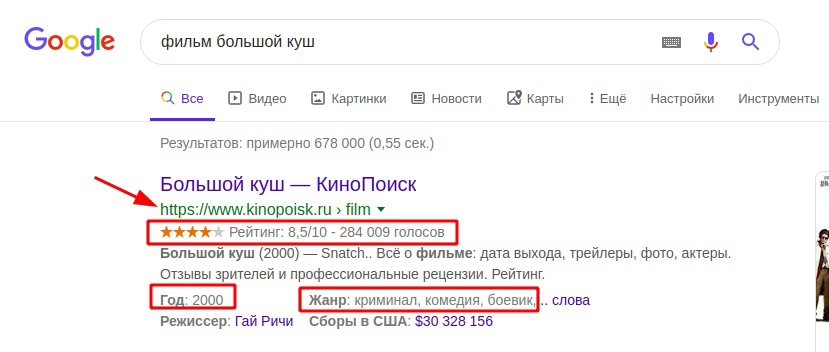 Google
фильм большой куш
Все Видео Картинки Новости Карты Ещё Настройки Инструменты
Результатов: примерно 678 000 (0,55 сек.)
Большой куш — КиноПоиск
https://www.kinopoisk.ru › film
Рейтинг: 8,5/10 - 284 009 голосов
Большой куш (2000) — Snatch.. Всё о фильме: дата выхода, трейлеры, фото, актеры.
Отзывы зрителей и профессиональные рецензии. Рейтинг.
Год: 2000 Жанр: криминал, комедия, боевик,... слова
Режиссер: Гай Ричи Сборы в США: $30 328 156